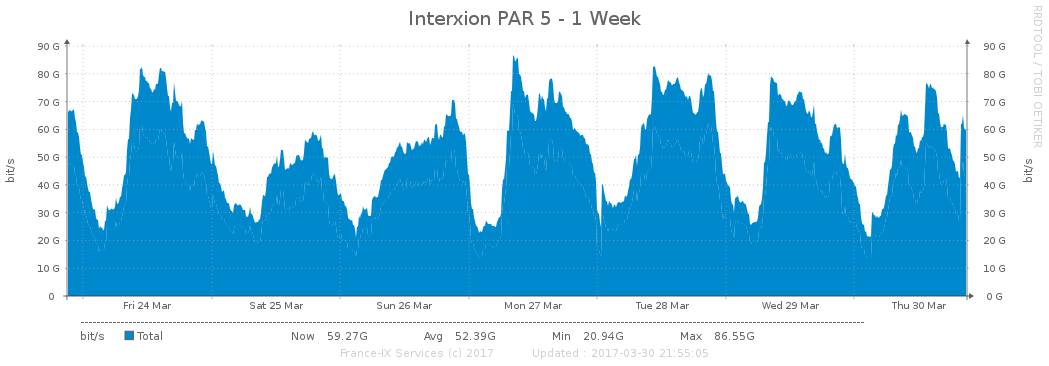 Interxion PAR 5 - 1 Week
RRDTOOL / TOBI OETIKER
90 G 90 G
80 G 80 G
70 G 70 G
60 G 60 G
50 G 50 G
40 G 40 G
30 G 30 G
20 G 20 G
10 G 10 G
0 0 G
bit/s bit/s
Fri 24 Mar Sat 25 Mar Sun 26 Mar Mon 27 Mar Tue 28 Mar Wed 29 Mar Thu 30 Mar
bit/s Total Now 59.27G Avg 52.39G Min 20.94G Max 86.55G
France-IX Services (c) 2017 Updated : 2017-03-30 21:55:05